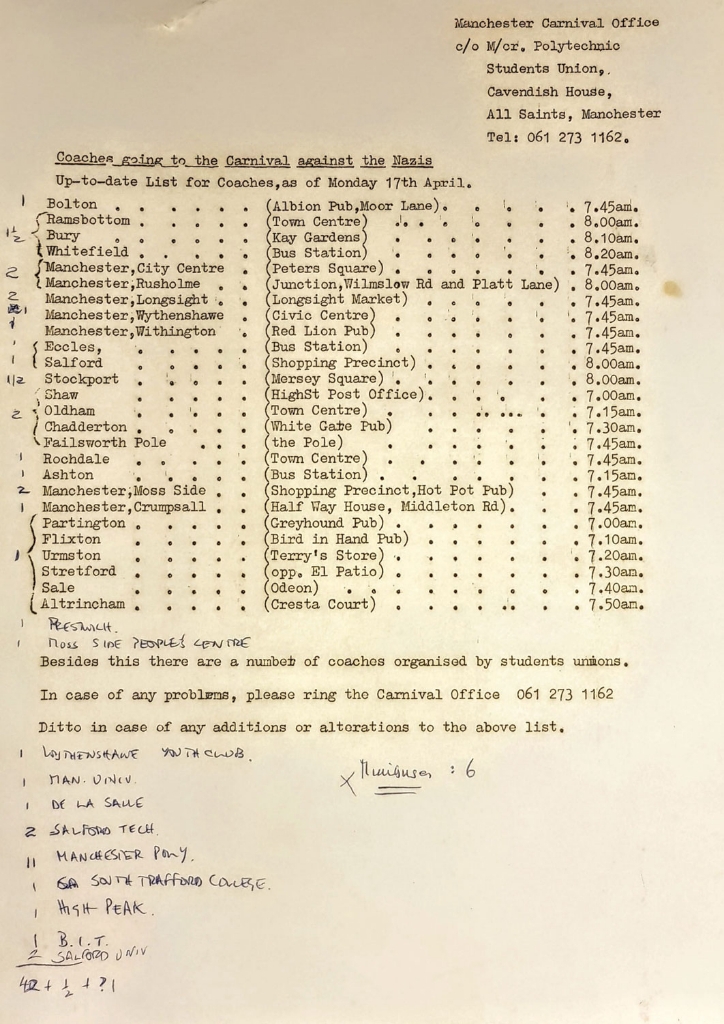 Manchester Carnival Office
c/o M/cr. Polytechnic
Students Union,.
Cavendish House,
All Saints, Manchester
Tel: 061 273 1162.
Coaches going to the Carnival against the Nazis
Up-to-date List for Coaches,as of Monday 17th April.
1 Bolton . . . . . . (Albion Pub,Moor Lane). . . . . . 7.45am.
Ramsbottom . . . . . (Town Centre) . . . . . . . 8.00am.
1½ Bury . . . . . . (Kay Gardens) . . . . . . . 8.10am.
Whitefield . . . . . (Bus Station) . . . . . . . 8.20am.
2 Manchester,City Centre . (Peters Square) . . . . . . . 7.45am.
Manchester,Rusholme . . (Junction,Wilmslow Rd and Platt Lane) . 8.00am.
2 Manchester,Longsight . . (Longsight Market) . . . . . . 7.45am.
1 Manchester,Wythenshawe . (Civic Centre) . . . . . . . 7.45am.
1 Manchester,Withington . (Red Lion Pub) . . . . . . . 7.45am.
1 Eccles, . . . . . (Bus Station) . . . . . . . 7.45am.
1 Salford . . . . . (Shopping Precinct) . . . . . . 8.00am.
1/2 Stockport . . . . . (Mersey Square) . . . . . . . 8.00am.
Shaw . . . . . . (HighSt Post Office). . . . . . 7.00am.
2 Oldham . . . . . . (Town Centre) . . . .... . . 7.15am.
Chadderton . . . . . (White Gate Pub) . . . . . . 7.30am.
Failsworth Pole . . . (the Pole) . . . . . . . . 7.45am.
1 Rochdale . . . . . (Town Centre) . . . . . . . 7.45am.
1 Ashton . . . . . . (Bus Station) . . . . . . . 7.15am.
2 Manchester,Moss Side . . (Shopping Precinct,Hot Pot Pub) . . 7.45am.
1 Manchester,Crumpsall . . (Half Way House, Middleton Rd). . . 7.45am.
Partington . . . . . (Greyhound Pub) . . . . . . . 7.00am.
Flixton . . . . . (Bird in Hand Pub) . . . . . . 7.10am.
1 Urmston . . . . . (Terry's Store) . . . . . . . 7.20am.
Stretford . . . . . (opp. El Patio) . . . . . . . 7.30am.
Sale . . . . . . (Odeon) . . . . . . . . 7.40am.
Altrincham . . . . . (Cresta Court) . . . .. . . 7.50am.
1 PRESTWICH.
1 MOSS SIDE PEOPLE'S CENTRE
Besides this there are a number of coaches organised by students unions.
In case of any problems, please ring the Carnival Office 061 273 1162
Ditto in case of any additions or alterations to the above list.
1 WYTHENSHAWE YOUTH CLUB.
X Minibuses : 6
1 MAN. UNIV.
1 DE LA SALLE
2 SALFORD TECH.
11 MANCHESTER POLY.
1 SOUTH TRAFFORD COLLEGE.
1 HIGH PEAK.
1 B.I.T.
2 SALFORD UNIV
42 + ½ + ?1